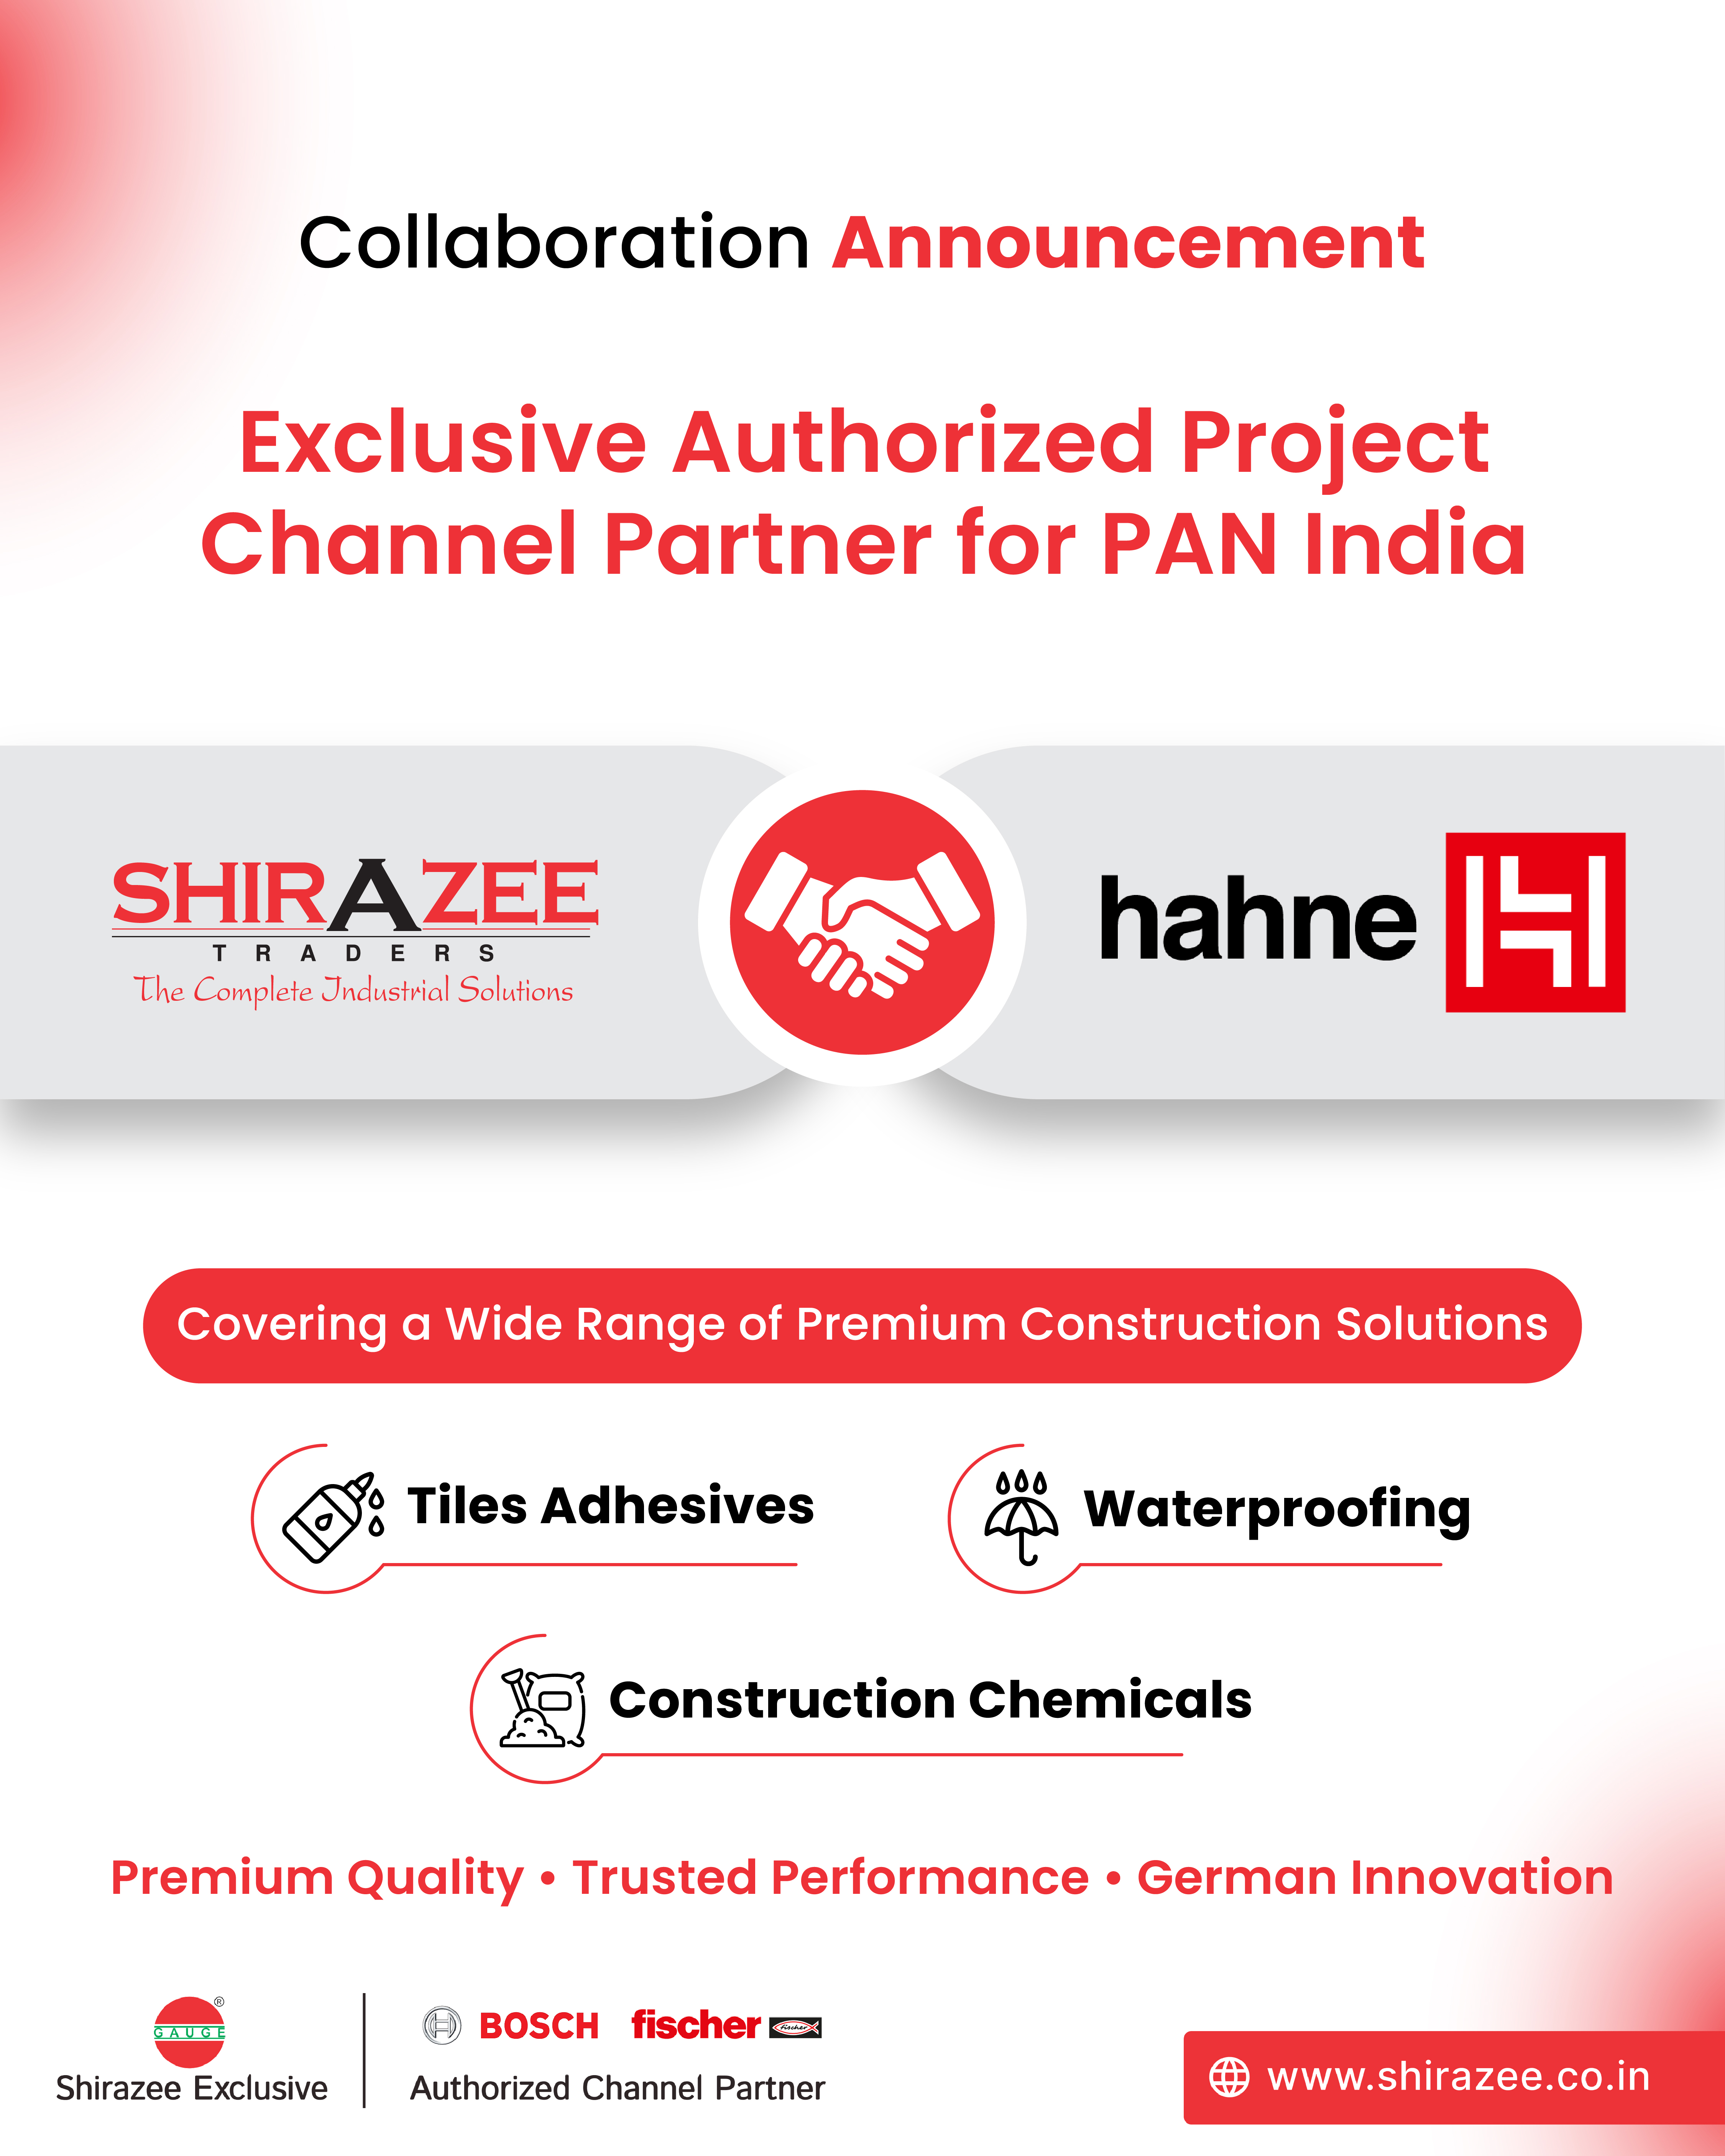 Collaboration Announcement
Exclusive Authorized Project
Channel Partner for PAN India
SHIRAZEE
TRADERS
The Complete Industrial Solutions
hahne
Covering a Wide Range of Premium Construction Solutions
Tiles Adhesives
Waterproofing
Construction Chemicals
Premium Quality • Trusted Performance • German Innovation
GAUGE ®
Shirazee Exclusive
BOSCH
fischer
fischer
Authorized Channel Partner
www.shirazee.co.in